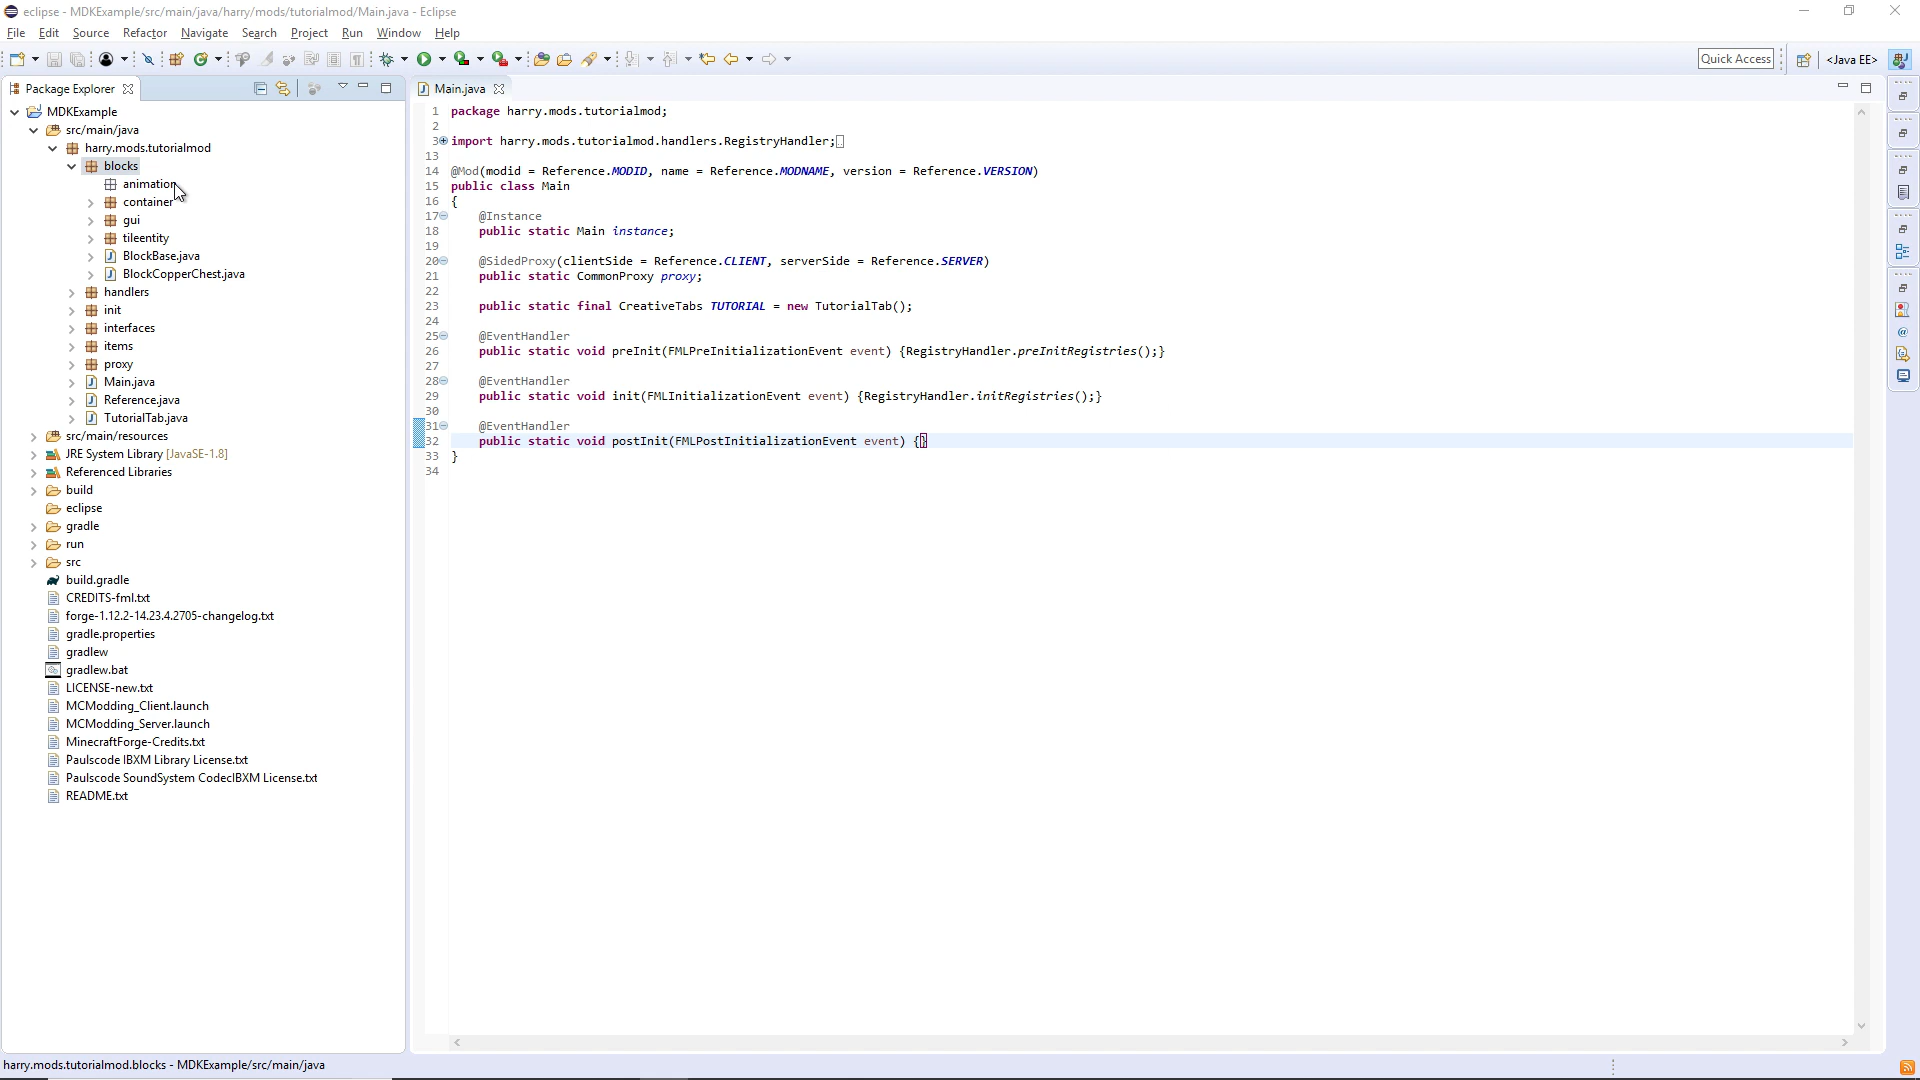 eclipse - MDKExample/src/main/java/harry/mods/tutorialmod/Main.java - Eclipse
File Edit Source Refactor Navigate Search Project Run Window Help
Quick Access <Java EE>
Package Explorer
MDKExample
src/main/java
harry.mods.tutorialmod
blocks
animation
container
gui
tileentity
BlockBase.java
BlockCopperChest.java
handlers
init
interfaces
items
proxy
Main.java
Reference.java
TutorialTab.java
src/main/resources
JRE System Library [JavaSE-1.8]
Referenced Libraries
build
eclipse
gradle
run
src
build.gradle
CREDITS-fml.txt
forge-1.12.2-14.23.4.2705-changelog.txt
gradle.properties
gradlew
gradlew.bat
LICENSE-new.txt
MCModding_Client.launch
MCModding_Server.launch
MinecraftForge-Credits.txt
Paulscode IBXM Library License.txt
Paulscode SoundSystem CodecIBXM License.txt
README.txt
Main.java
1 package harry.mods.tutorialmod;
2
3 import harry.mods.tutorialmod.handlers.RegistryHandler;
13
14 @Mod(modid = Reference.MODID, name = Reference.MODNAME, version = Reference.VERSION)
15 public class Main
16 {
17 @Instance
18 public static Main instance;
19
20 @SidedProxy(clientSide = Reference.CLIENT, serverSide = Reference.SERVER)
21 public static CommonProxy proxy;
22
23 public static final CreativeTabs TUTORIAL = new TutorialTab();
24
25 @EventHandler
26 public static void preInit(FMLPreInitializationEvent event) {RegistryHandler.preInitRegistries();}
27
28 @EventHandler
29 public static void init(FMLInitializationEvent event) {RegistryHandler.initRegistries();}
30
31 @EventHandler
32 public static void postInit(FMLPostInitializationEvent event) {}
33 }
34
harry.mods.tutorialmod.blocks - MDKExample/src/main/java